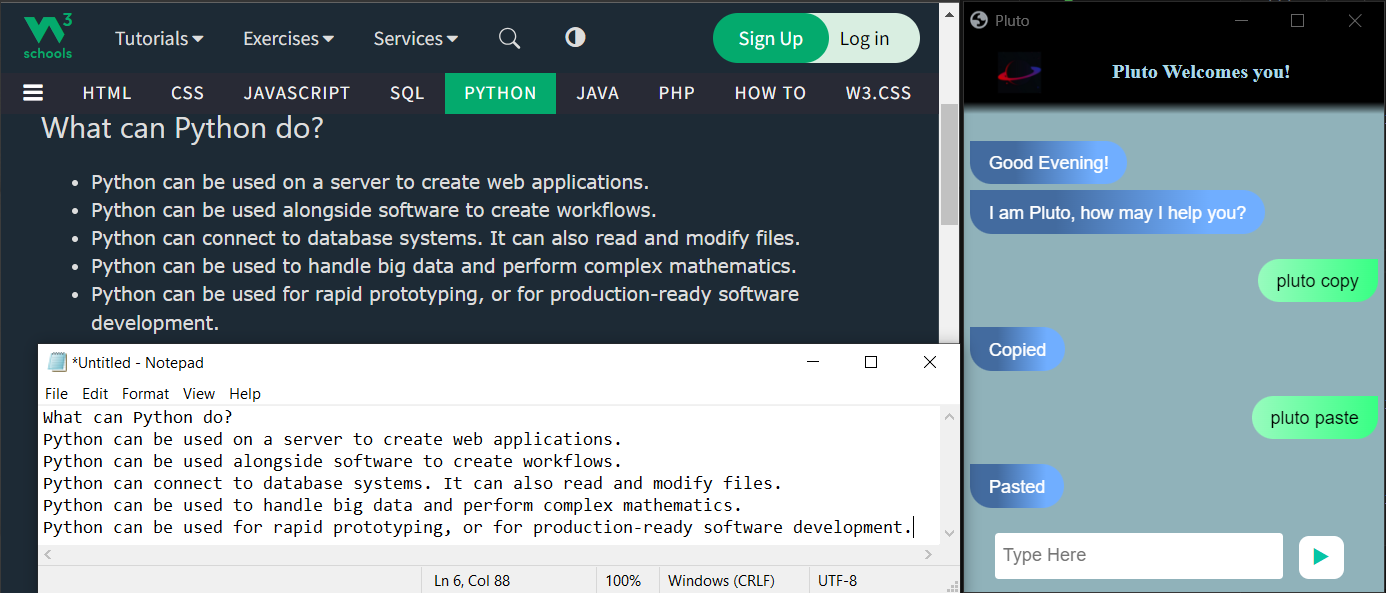 W3
schools
Tutorials
Exercises
Services
Sign Up
Log in
HTML
CSS
JAVASCRIPT
SQL
PYTHON
JAVA
PHP
HOW TO
W3.CSS
What can Python do?
• Python can be used on a server to create web applications.
• Python can be used alongside software to create workflows.
• Python can connect to database systems. It can also read and modify files.
• Python can be used to handle big data and perform complex mathematics.
• Python can be used for rapid prototyping, or for production-ready software
development.
*Untitled - Notepad
File Edit Format View Help
What can Python do?
Python can be used on a server to create web applications.
Python can be used alongside software to create workflows.
Python can connect to database systems. It can also read and modify files.
Python can be used to handle big data and perform complex mathematics.
Python can be used for rapid prototyping, or for production-ready software development.
Ln 6, Col 88
100%
Windows (CRLF)
UTF-8
Pluto
Pluto Welcomes you!
Good Evening!
I am Pluto, how may I help you?
pluto copy
Copied
pluto paste
Pasted
Type Here